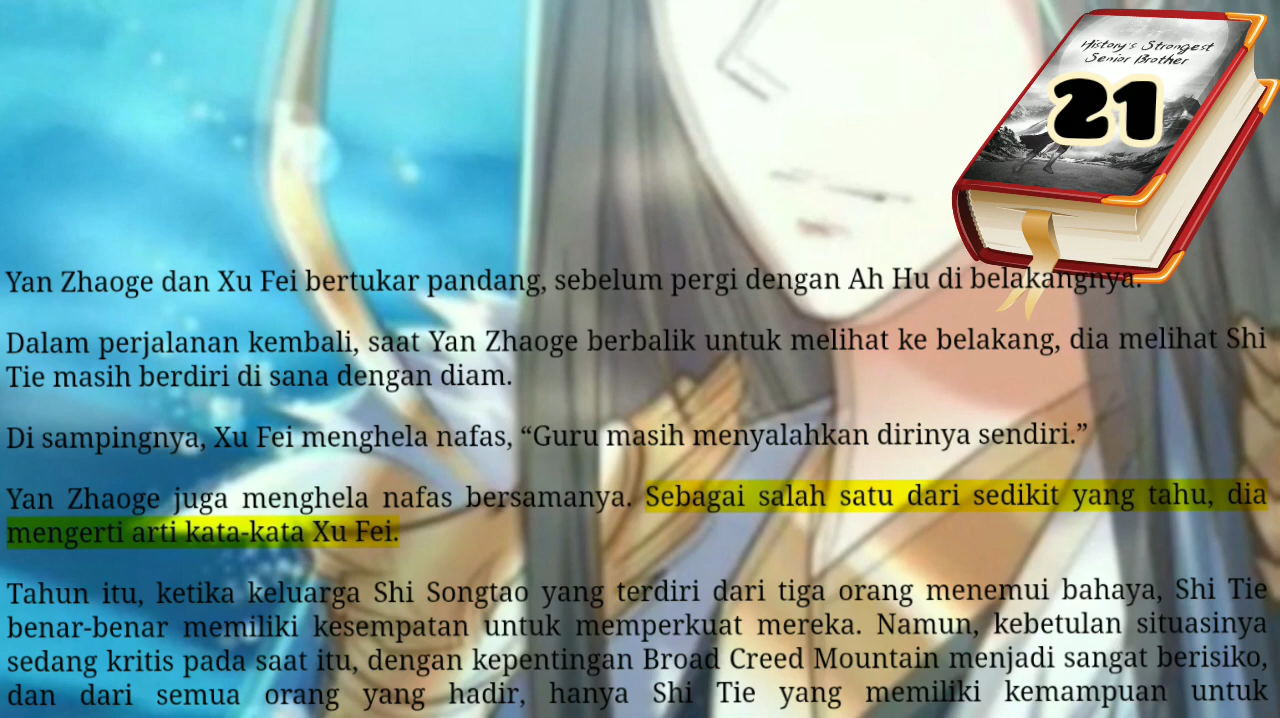 History's Strongest
Senior Brother
21
Yan Zhaoge dan Xu Fei bertukar pandang, sebelum pergi dengan Ah Hu di belakangnya.
Dalam perjalanan kembali, saat Yan Zhaoge berbalik untuk melihat ke belakang, dia melihat Shi
Tie masih berdiri di sana dengan diam.
Di sampingnya, Xu Fei menghela nafas, “Guru masih menyalahkan dirinya sendiri.”
Yan Zhaoge juga menghela nafas bersamanya. Sebagai salah satu dari sedikit yang tahu, dia
mengerti arti kata-kata Xu Fei.
Tahun itu, ketika keluarga Shi Songtao yang terdiri dari tiga orang menemui bahaya, Shi Tie
benar-benar memiliki kesempatan untuk memperkuat mereka. Namun, kebetulan situasinya
sedang kritis pada saat itu, dengan kepentingan Broad Creed Mountain menjadi sangat berisiko,
dan dari semua orang yang hadir, hanya Shi Tie yang memiliki kemampuan untuk